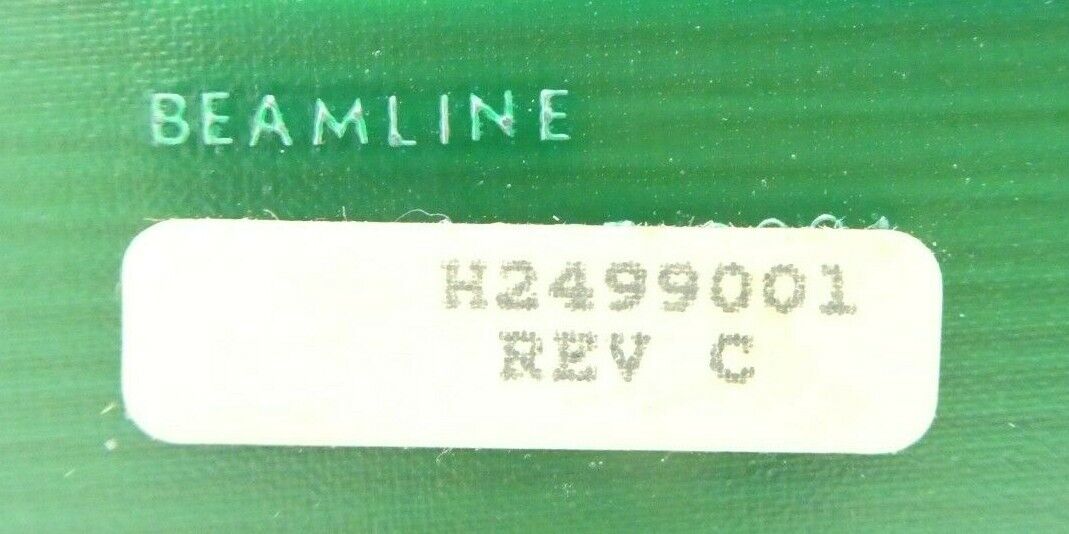 BEAMLINE
H2499001
REV C